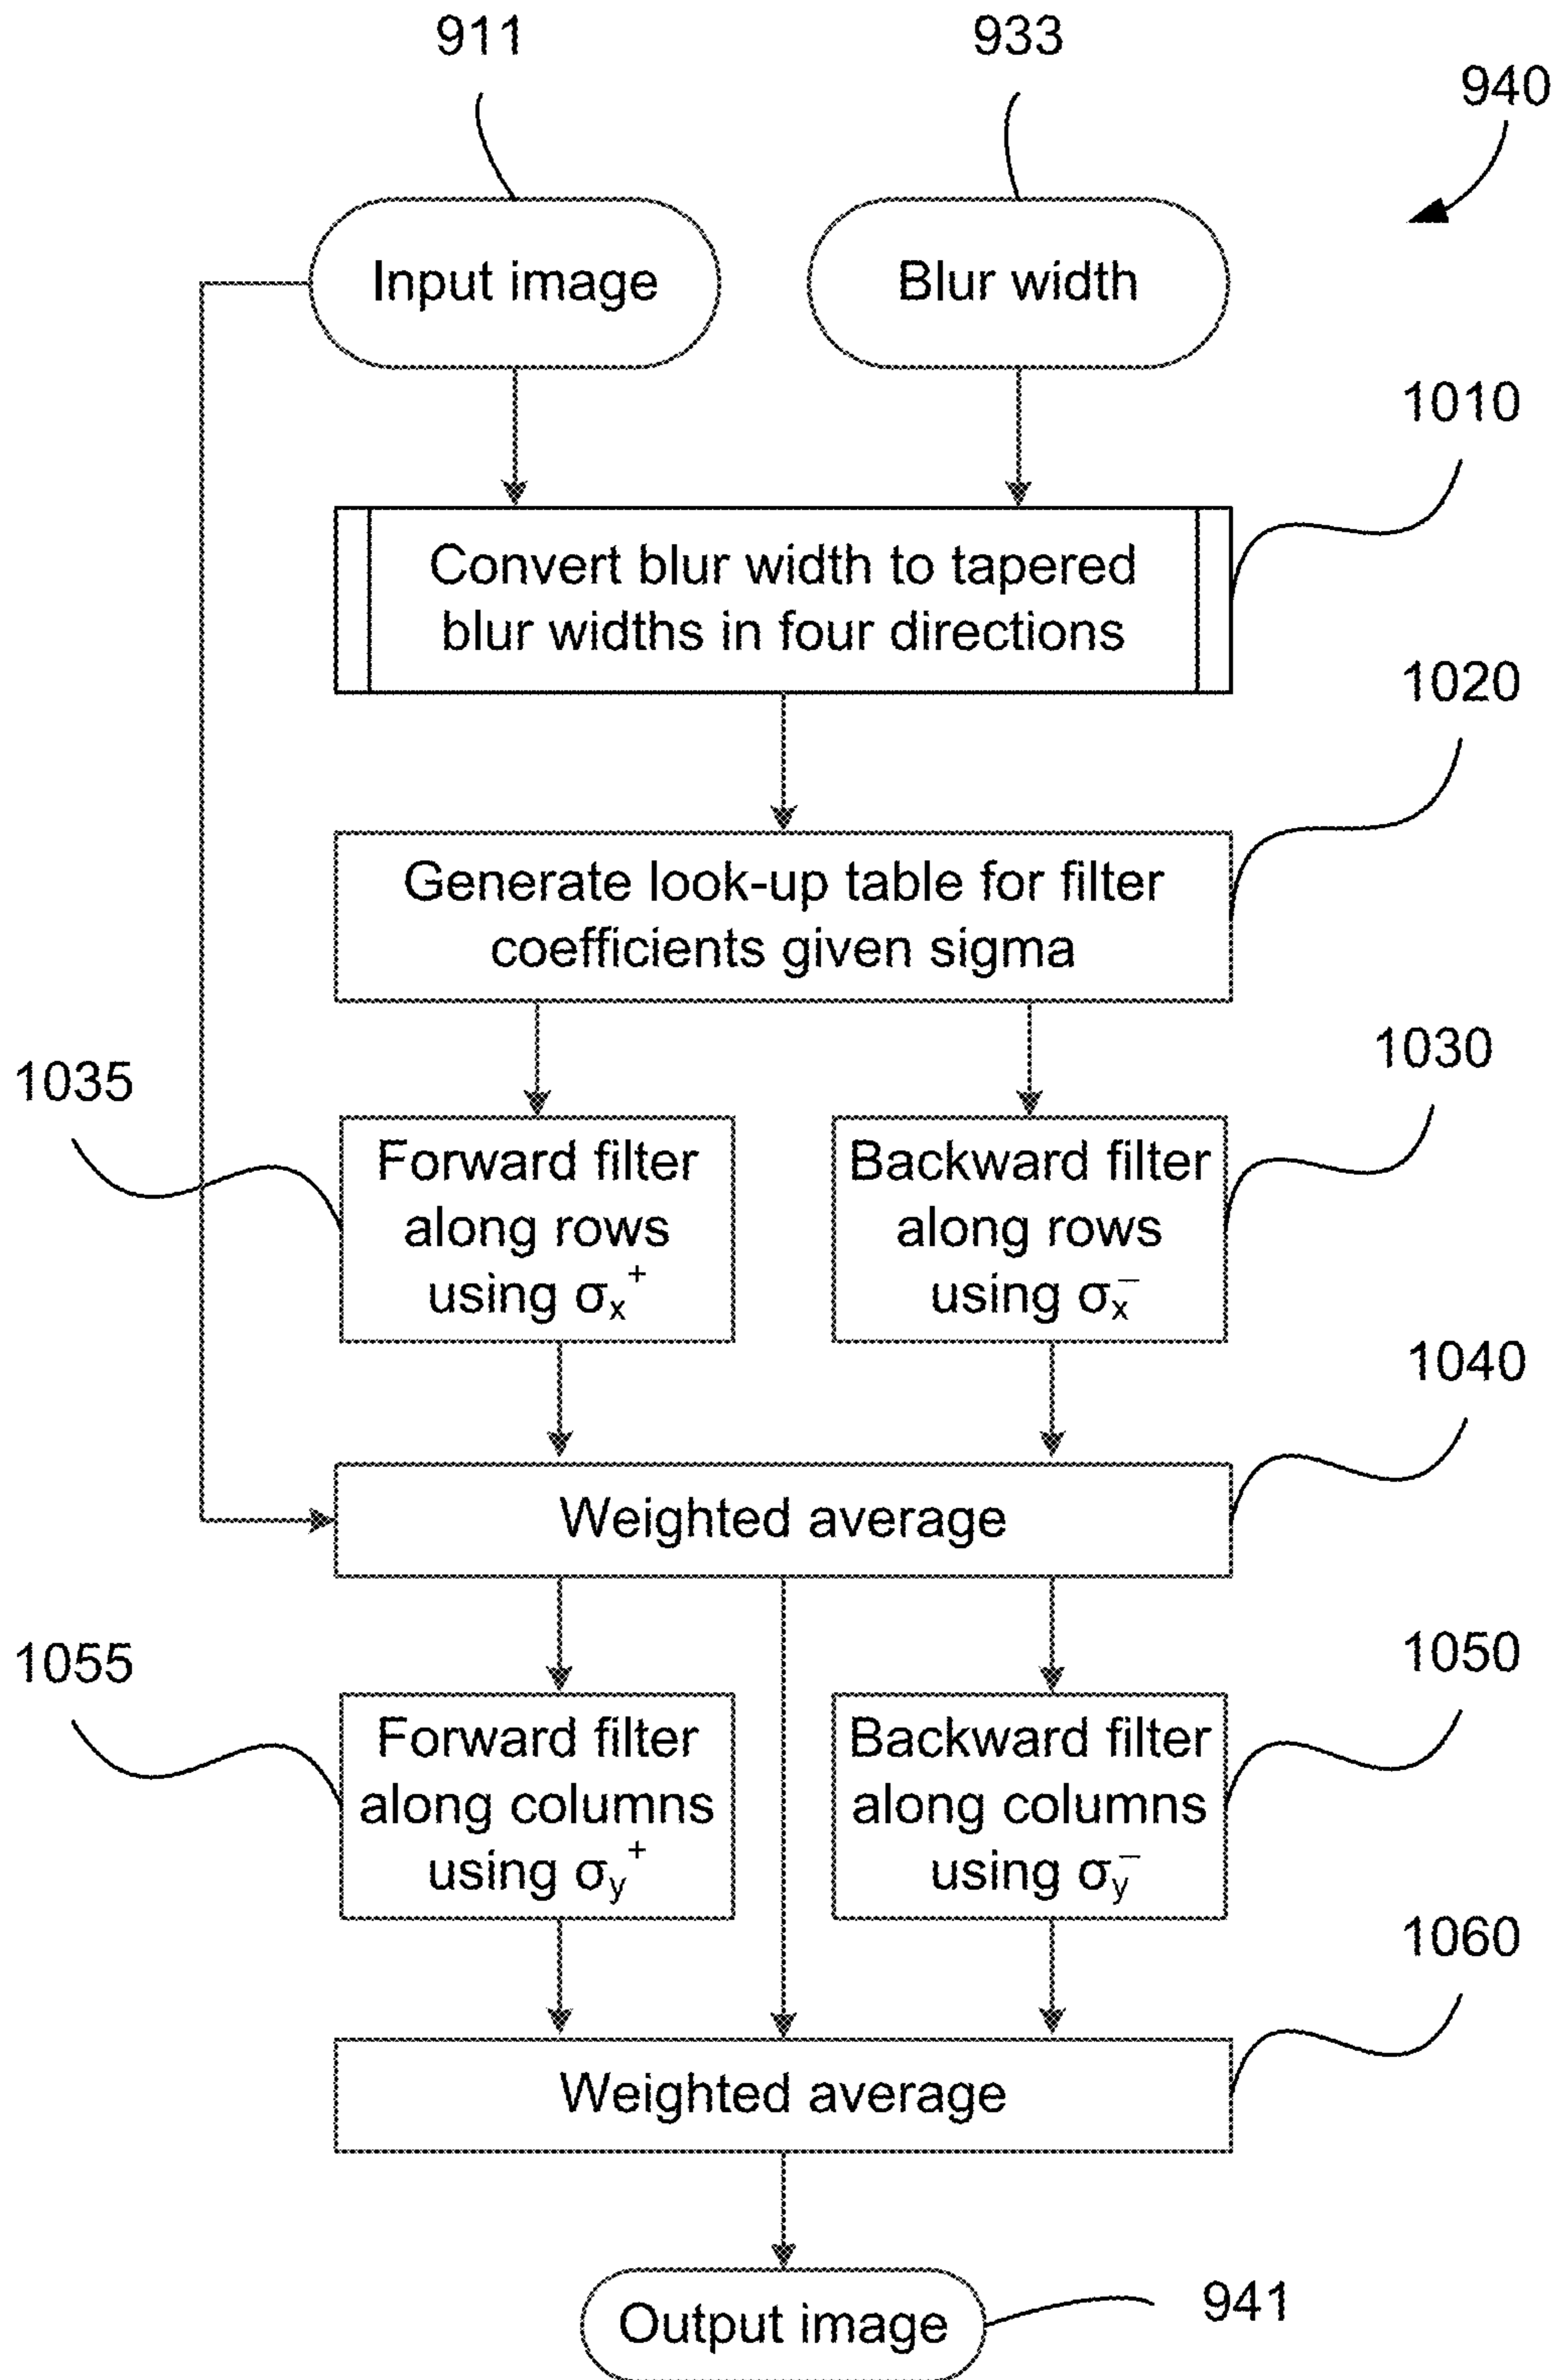 911
933
940
Input image
Blur width
1010
Convert blur width to tapered
blur widths in four directions
1020
Generate look-up table for filter
coefficients given sigma
1035
1030
Forward filter
along rows
using σₓ⁺
Backward filter
along rows
using σₓ⁻
1040
Weighted average
1055
1050
Forward filter
along columns
using σ_y⁺
Backward filter
along columns
using σ_y⁻
1060
Weighted average
Output image
941